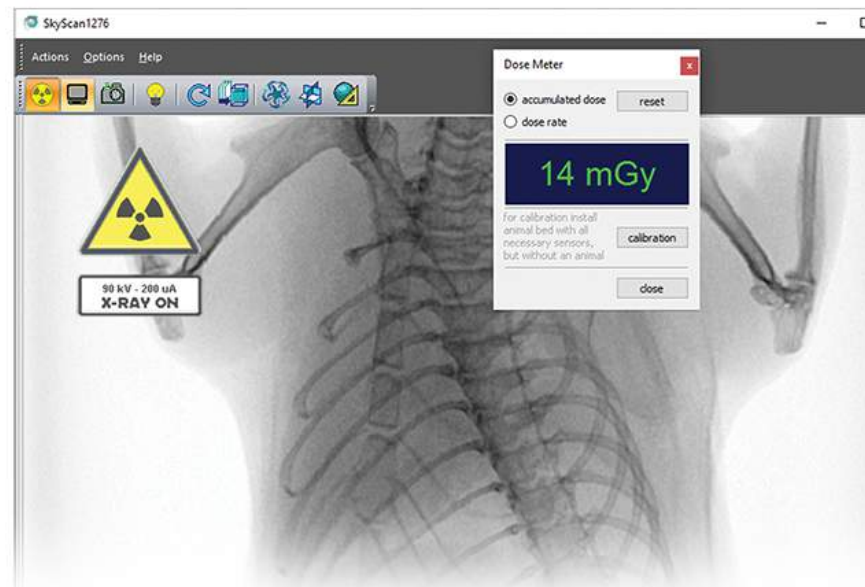 SkyScan1276
Actions Options Help
Dose Meter
x
accumulated dose
reset
dose rate
14 mGy
for calibration install
animal bed with all
necessary sensors,
but without an animal
calibration
close
90 kV - 200 uA
X-RAY ON